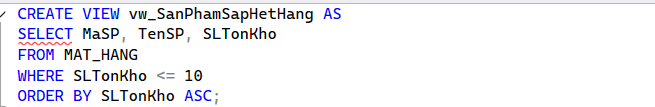 CREATE VIEW vw_SanPhamSapHetHang AS
SELECT MaSP, TenSP, SLTonKho
FROM MAT_HANG
WHERE SLTonKho <= 10
ORDER BY SLTonKho ASC;